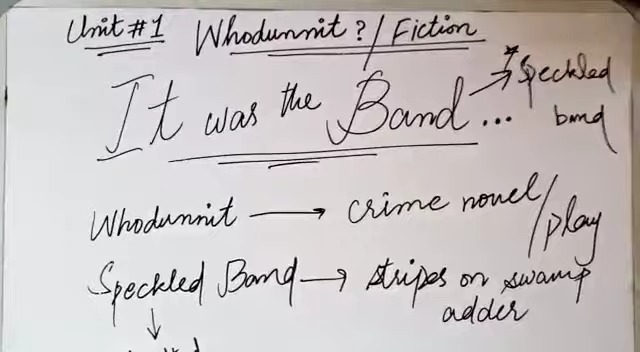 Unit #1 Whodunnit? / Fiction
It was the Band... → *Speckled
band
Whodunnit → crime novel/
play
Speckled Band → stripes on swamp
adder
↓